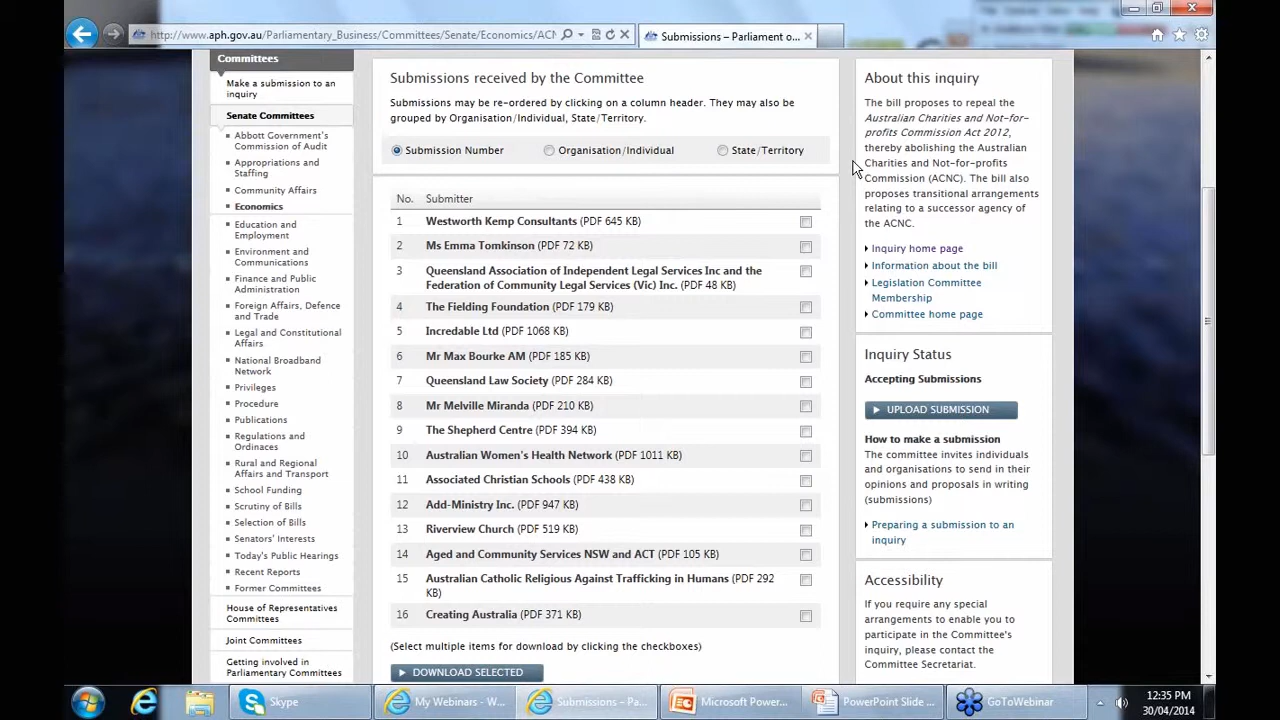 http://www.aph.gov.au/Parliamentary_Business/Committees/Senate/Economics/ACN
Submissions – Parliament o...
Committees
Make a submission to an
inquiry
Senate Committees
Abbott Government's
Commission of Audit
Appropriations and
Staffing
Community Affairs
Economics
Education and
Employment
Environment and
Communications
Finance and Public
Administration
Foreign Affairs, Defence
and Trade
Legal and Constitutional
Affairs
National Broadband
Network
Privileges
Procedure
Publications
Regulations and
Ordinaces
Rural and Regional
Affairs and Transport
School Funding
Scrutiny of Bills
Selection of Bills
Senators' Interests
Today's Public Hearings
Recent Reports
Former Committees
House of Representatives
Committees
Joint Committees
Getting involved in
Parliamentary Committees
Submissions received by the Committee
Submissions may be re-ordered by clicking on a column header. They may also be
grouped by Organisation/Individual, State/Territory.
Submission Number Organisation/Individual State/Territory
No. Submitter
1 Westworth Kemp Consultants (PDF 645 KB)
2 Ms Emma Tomkinson (PDF 72 KB)
3 Queensland Association of Independent Legal Services Inc and the
Federation of Community Legal Services (Vic) Inc. (PDF 48 KB)
4 The Fielding Foundation (PDF 179 KB)
5 Incredable Ltd (PDF 1068 KB)
6 Mr Max Bourke AM (PDF 185 KB)
7 Queensland Law Society (PDF 284 KB)
8 Mr Melville Miranda (PDF 210 KB)
9 The Shepherd Centre (PDF 394 KB)
10 Australian Women's Health Network (PDF 1011 KB)
11 Associated Christian Schools (PDF 438 KB)
12 Add-Ministry Inc. (PDF 947 KB)
13 Riverview Church (PDF 519 KB)
14 Aged and Community Services NSW and ACT (PDF 105 KB)
15 Australian Catholic Religious Against Trafficking in Humans (PDF 292
KB)
16 Creating Australia (PDF 371 KB)
(Select multiple items for download by clicking the checkboxes)
DOWNLOAD SELECTED
About this inquiry
The bill proposes to repeal the
Australian Charities and Not-for-
profits Commission Act 2012,
thereby abolishing the Australian
Charities and Not-for-profits
Commission (ACNC). The bill also
proposes transitional arrangements
relating to a successor agency of
the ACNC.
Inquiry home page
Information about the bill
Legislation Committee
Membership
Committee home page
Inquiry Status
Accepting Submissions
UPLOAD SUBMISSION
How to make a submission
The committee invites individuals
and organisations to send in their
opinions and proposals in writing
(submissions)
Preparing a submission to an
inquiry
Accessibility
If you require any special
arrangements to enable you to
participate in the Committee's
inquiry, please contact the
Committee Secretariat.
Skype
My Webinars - W...
Submissions – Pa...
Microsoft Power...
PowerPoint Slide ...
GoToWebinar
12:35 PM
30/04/2014